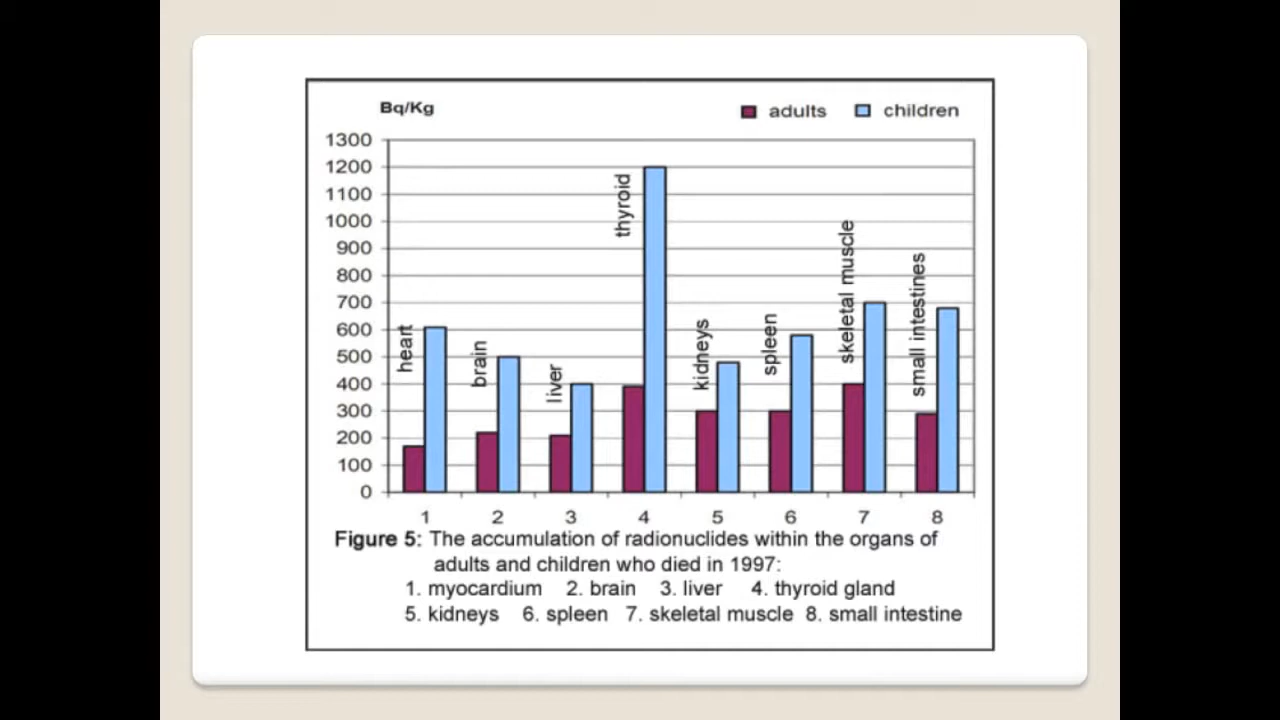 Bq/Kg
adults children
1300
1200
1100
1000
900
800
700
600
500
400
300
200
100
0
heart
brain
liver
thyroid
kidneys
spleen
skeletal muscle
small intestines
1 2 3 4 5 6 7 8
Figure 5: The accumulation of radionuclides within the organs of
adults and children who died in 1997:
1. myocardium 2. brain 3. liver 4. thyroid gland
5. kidneys 6. spleen 7. skeletal muscle 8. small intestine